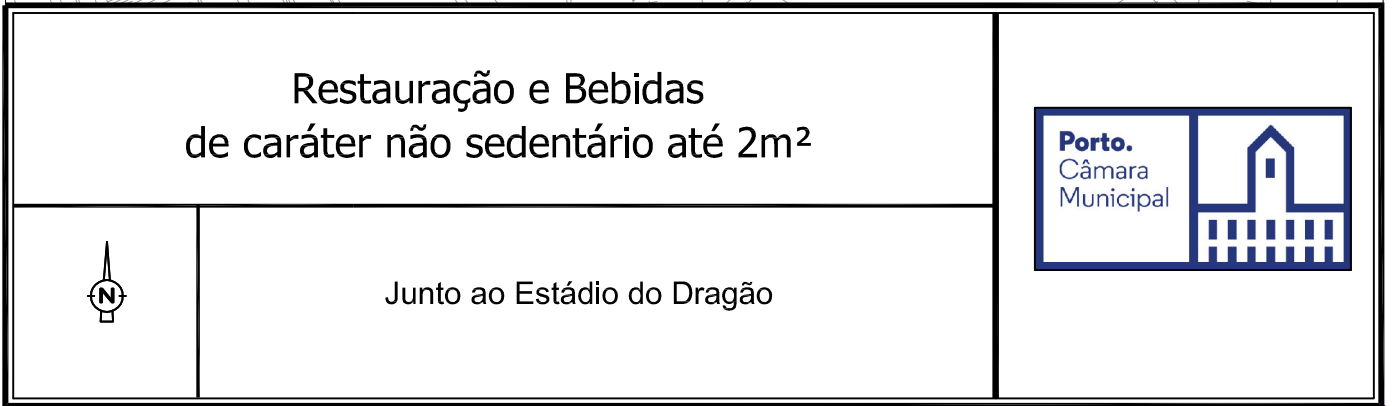 Restauração e Bebidas
de caráter não sedentário até 2m²
Porto.
Câmara
Municipal
N
Junto ao Estádio do Dragão